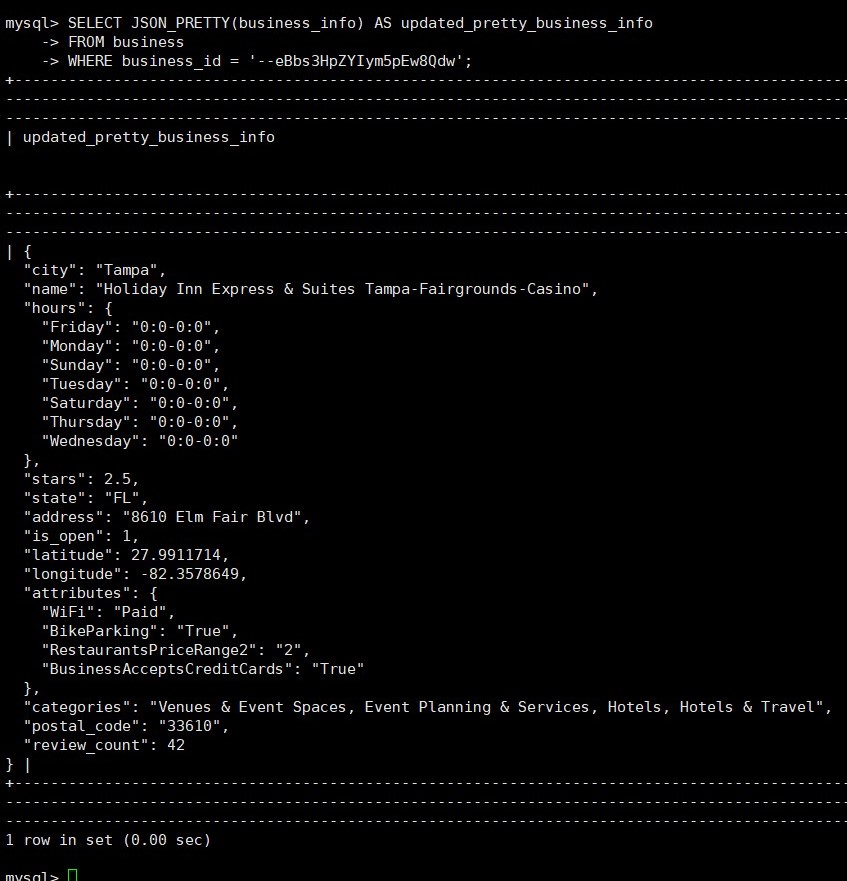 mysql> SELECT JSON_PRETTY(business_info) AS updated_pretty_business_info
    -> FROM business
    -> WHERE business_id = '--eBbs3HpZYIym5pEw8Qdw';
+---------------------------------------------------------------------------------------------
----------------------------------------------------------------------------------------------
----------------------------------------------------------------------------------------------
| updated_pretty_business_info
+---------------------------------------------------------------------------------------------
----------------------------------------------------------------------------------------------
----------------------------------------------------------------------------------------------
| {
  "city": "Tampa",
  "name": "Holiday Inn Express & Suites Tampa-Fairgrounds-Casino",
  "hours": {
    "Friday": "0:0-0:0",
    "Monday": "0:0-0:0",
    "Sunday": "0:0-0:0",
    "Tuesday": "0:0-0:0",
    "Saturday": "0:0-0:0",
    "Thursday": "0:0-0:0",
    "Wednesday": "0:0-0:0"
  },
  "stars": 2.5,
  "state": "FL",
  "address": "8610 Elm Fair Blvd",
  "is_open": 1,
  "latitude": 27.9911714,
  "longitude": -82.3578649,
  "attributes": {
    "WiFi": "Paid",
    "BikeParking": "True",
    "RestaurantsPriceRange2": "2",
    "BusinessAcceptsCreditCards": "True"
  },
  "categories": "Venues & Event Spaces, Event Planning & Services, Hotels, Hotels & Travel",
  "postal_code": "33610",
  "review_count": 42
} |
+---------------------------------------------------------------------------------------------
----------------------------------------------------------------------------------------------
----------------------------------------------------------------------------------------------
1 row in set (0.00 sec)
mysql>